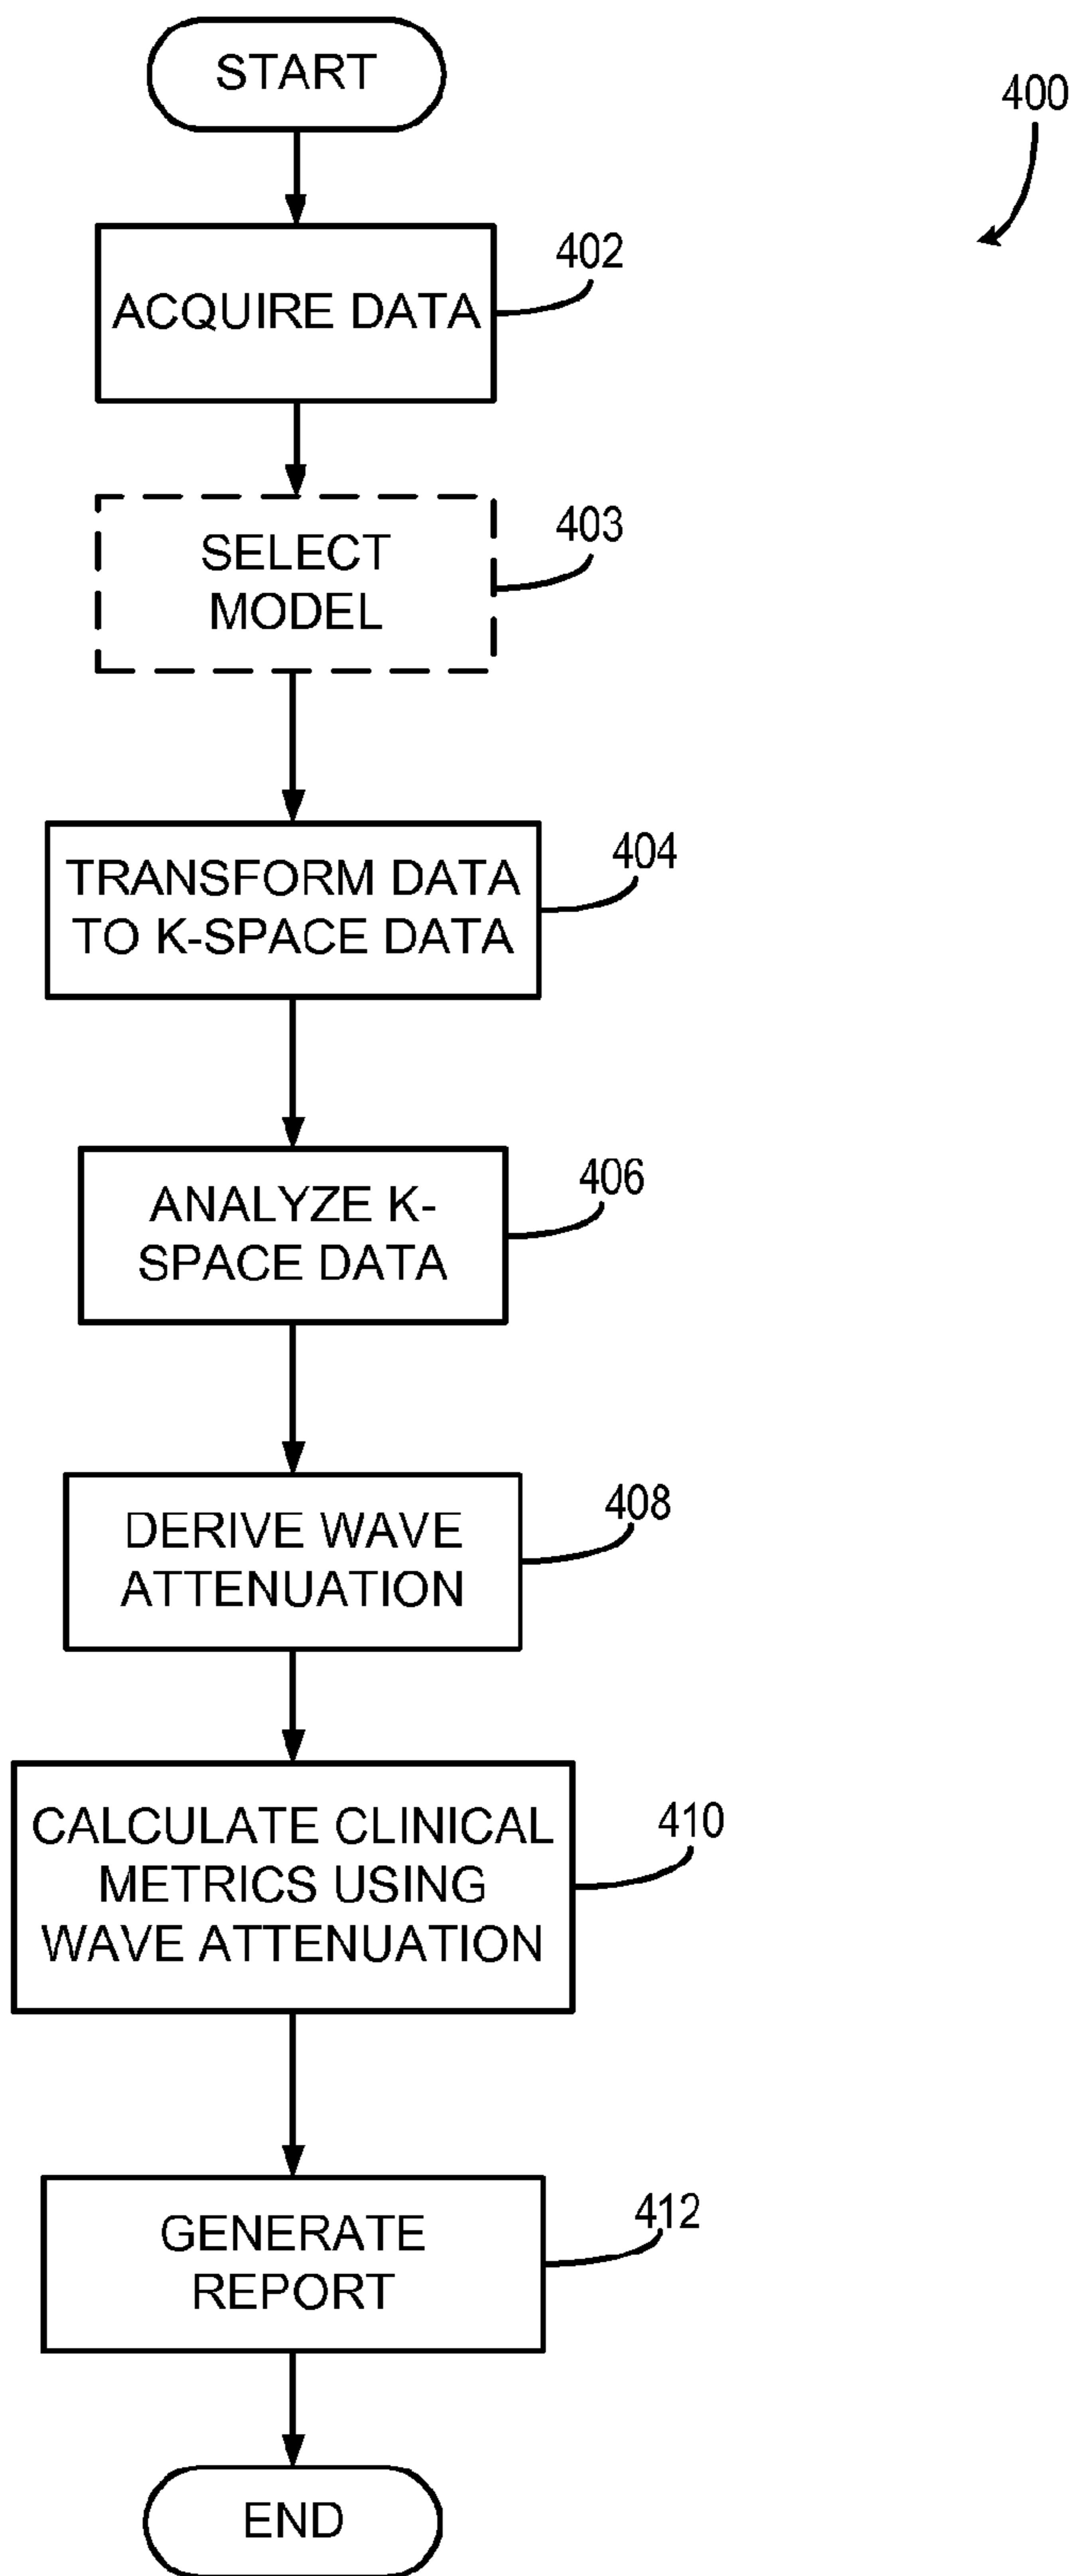 START
400
402
ACQUIRE DATA
403
SELECT
MODEL
404
TRANSFORM DATA
TO K-SPACE DATA
406
ANALYZE K-
SPACE DATA
408
DERIVE WAVE
ATTENUATION
410
CALCULATE CLINICAL
METRICS USING
WAVE ATTENUATION
412
GENERATE
REPORT
END